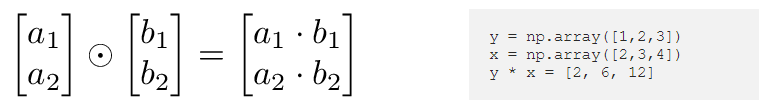 [a₁ a₂] ⊙ [b₁ b₂] = [a₁ · b₁ a₂ · b₂]
y = np.array([1,2,3])
x = np.array([2,3,4])
y * x = [2, 6, 12]